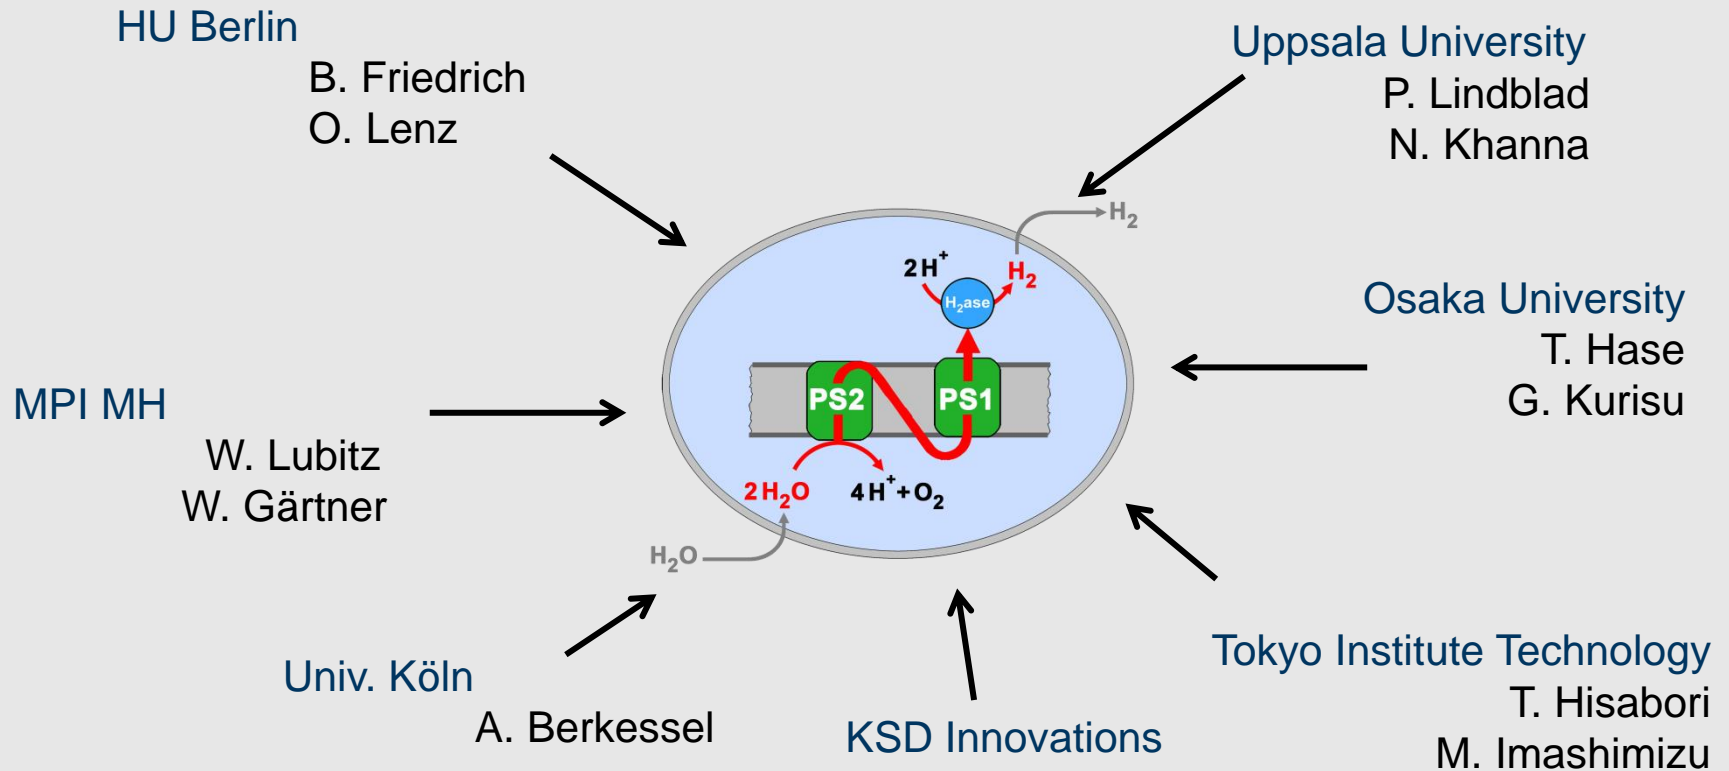 HU Berlin
B. Friedrich
O. Lenz
Uppsala University
P. Lindblad
N. Khanna
H₂
2H⁺
H₂
H₂ase
Osaka University
T. Hase
G. Kurisu
MPI MH
W. Lubitz
W. Gärtner
PS2
PS1
2H₂O
4H⁺+O₂
H₂O
Univ. Köln
A. Berkessel
KSD Innovations
Tokyo Institute Technology
T. Hisabori
M. Imashimizu